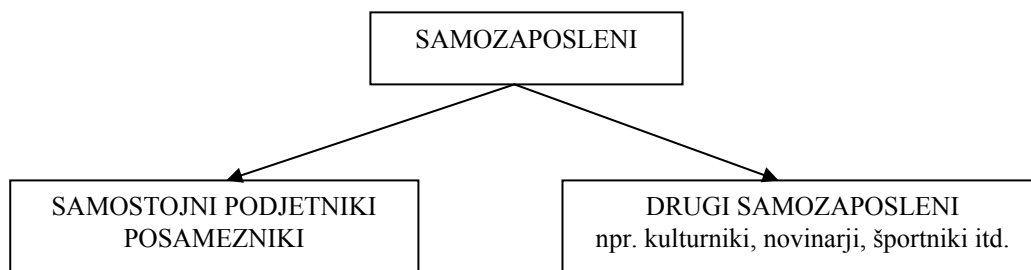 SAMOZAPOSLENI
SAMOSTOJNI PODJETNIKI
POSAMEZNIKI
DRUGI SAMOZAPOSLENI
npr. kulturniki, novinarji, športniki itd.